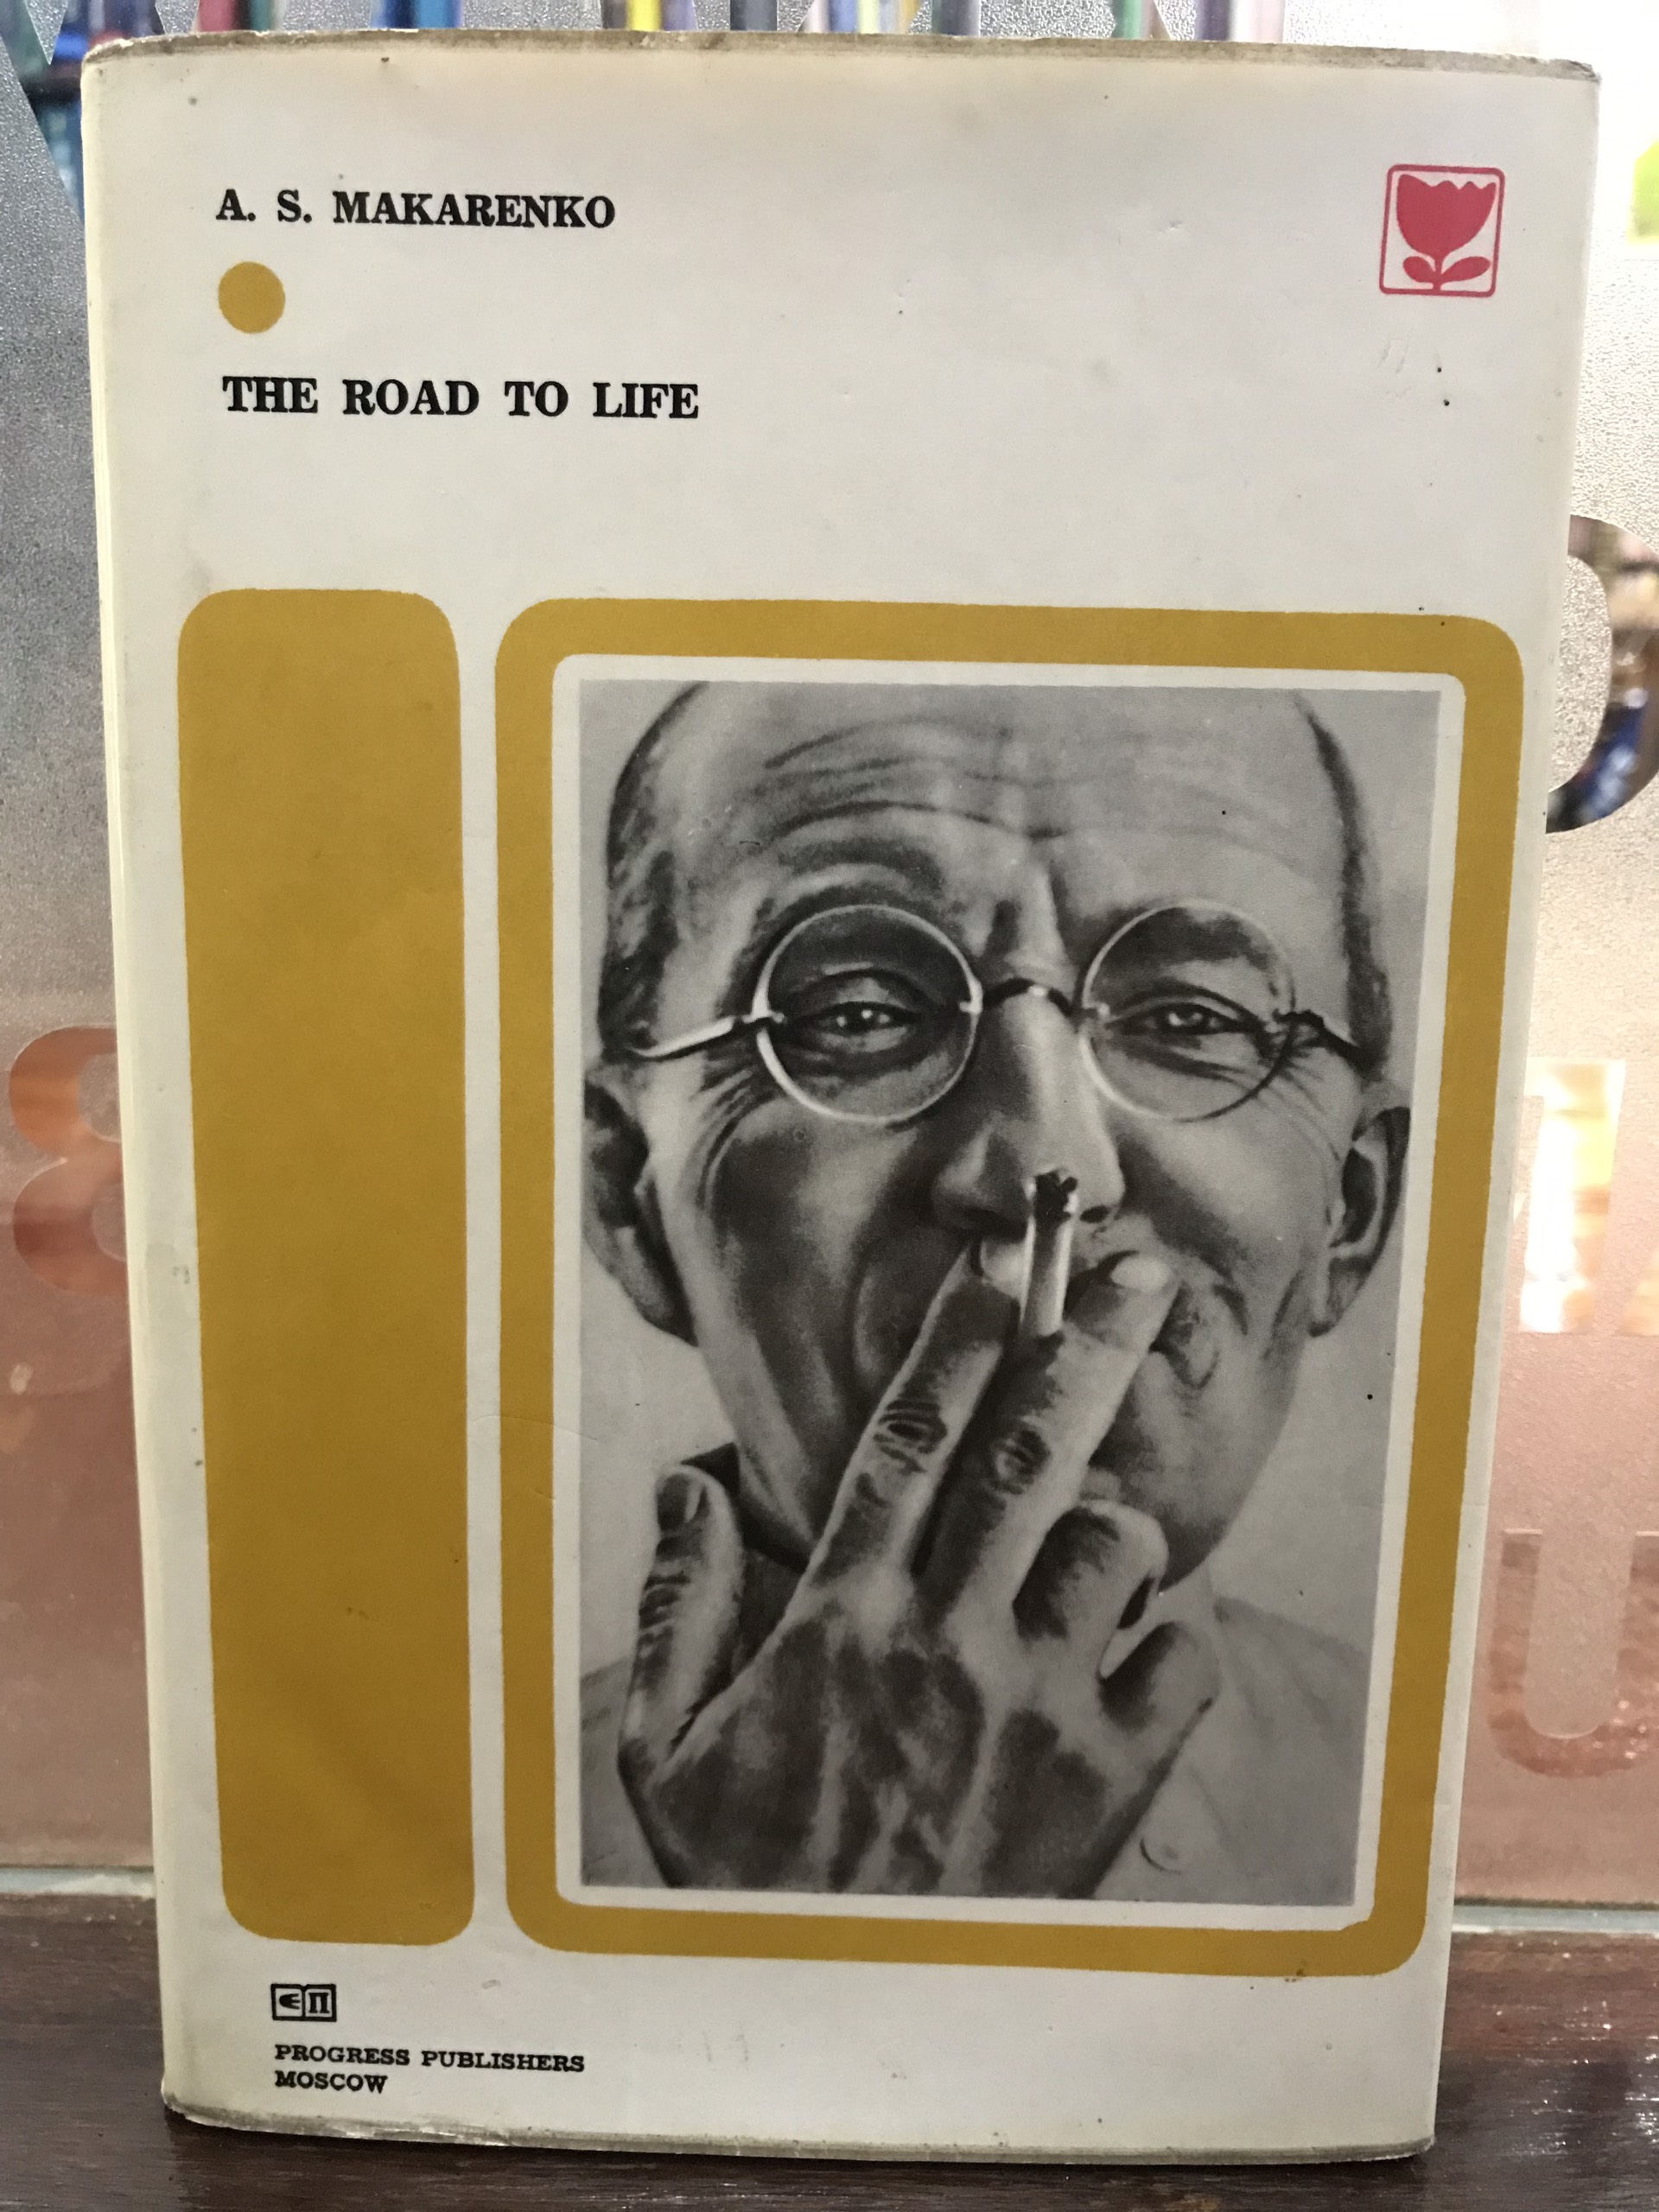 A. S. MAKARENKO
THE ROAD TO LIFE
PROGRESS PUBLISHERS
MOSCOW